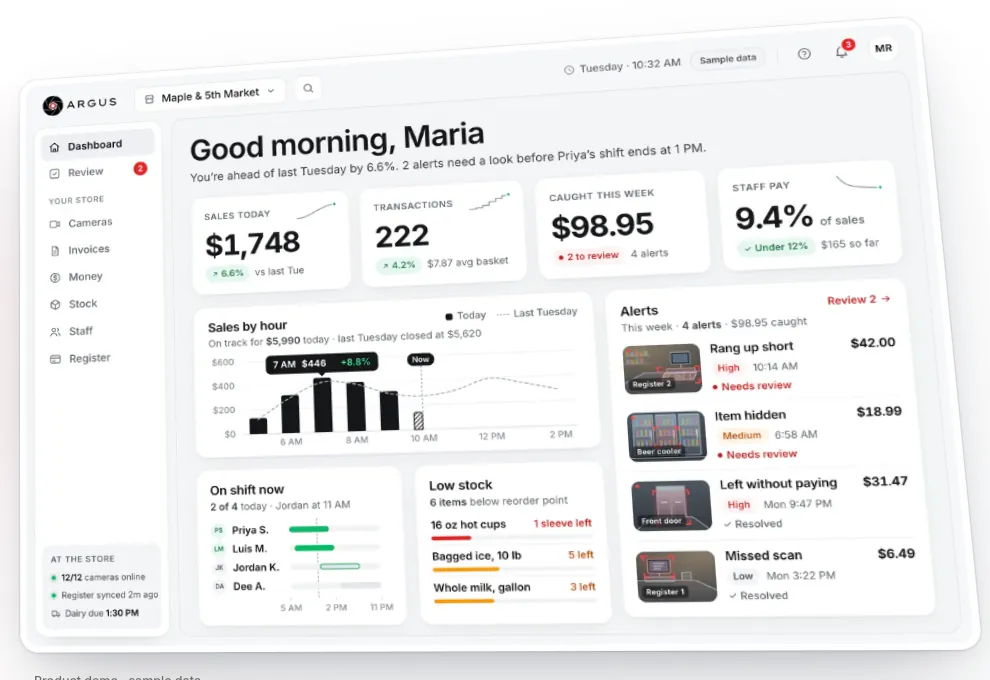 ARGUS
Maple & 5th Market
Tuesday · 10:32 AM
Sample data
3
MR
Dashboard
Review 2
YOUR STORE
Cameras
Invoices
Money
Stock
Staff
Register
AT THE STORE
12/12 cameras online
Register synced 2m ago
Dairy due 1:30 PM
Good morning, Maria
You're ahead of last Tuesday by 6.6%. 2 alerts need a look before Priya's shift ends at 1 PM.
SALES TODAY
$1,748
↗ 6.6% vs last Tue
TRANSACTIONS
222
↗ 4.2% $7.87 avg basket
CAUGHT THIS WEEK
$98.95
2 to review 4 alerts
STAFF PAY
9.4% of sales
✓ Under 12% $165 so far
Sales by hour
Today Last Tuesday
On track for $5,990 today · last Tuesday closed at $5,620
$600
$400
$200
$0
7 AM $446 +8.8%
Now
6 AM 8 AM 10 AM 12 PM 2 PM
On shift now
2 of 4 today · Jordan at 11 AM
PS Priya S.
LM Luis M.
JK Jordan K.
DA Dee A.
5 AM 2 PM 11 PM
Low stock
6 items below reorder point
16 oz hot cups 1 sleeve left
Bagged ice, 10 lb 5 left
Whole milk, gallon 3 left
Alerts
Review 2 →
This week · 4 alerts · $98.95 caught
Register 2
Rang up short $42.00
High 10:14 AM
Needs review
Beer cooler
Item hidden $18.99
Medium 6:58 AM
Needs review
Front door
Left without paying $31.47
High Mon 9:47 PM
✓ Resolved
Register 1
Missed scan $6.49
Low Mon 3:22 PM
✓ Resolved
Product demo · sample data